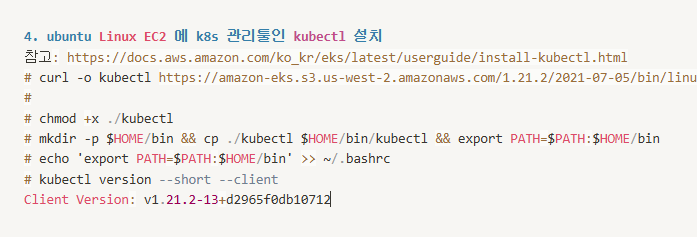 4. ubuntu Linux EC2 에 k8s 관리툴인 kubectl 설치
참고: https://docs.aws.amazon.com/ko_kr/eks/latest/userguide/install-kubectl.html
# curl -o kubectl https://amazon-eks.s3.us-west-2.amazonaws.com/1.21.2/2021-07-05/bin/linu
#
# chmod +x ./kubectl
# mkdir -p $HOME/bin && cp ./kubectl $HOME/bin/kubectl && export PATH=$PATH:$HOME/bin
# echo 'export PATH=$PATH:$HOME/bin' >> ~/.bashrc
# kubectl version --short --client
Client Version: v1.21.2-13+d2965f0db10712